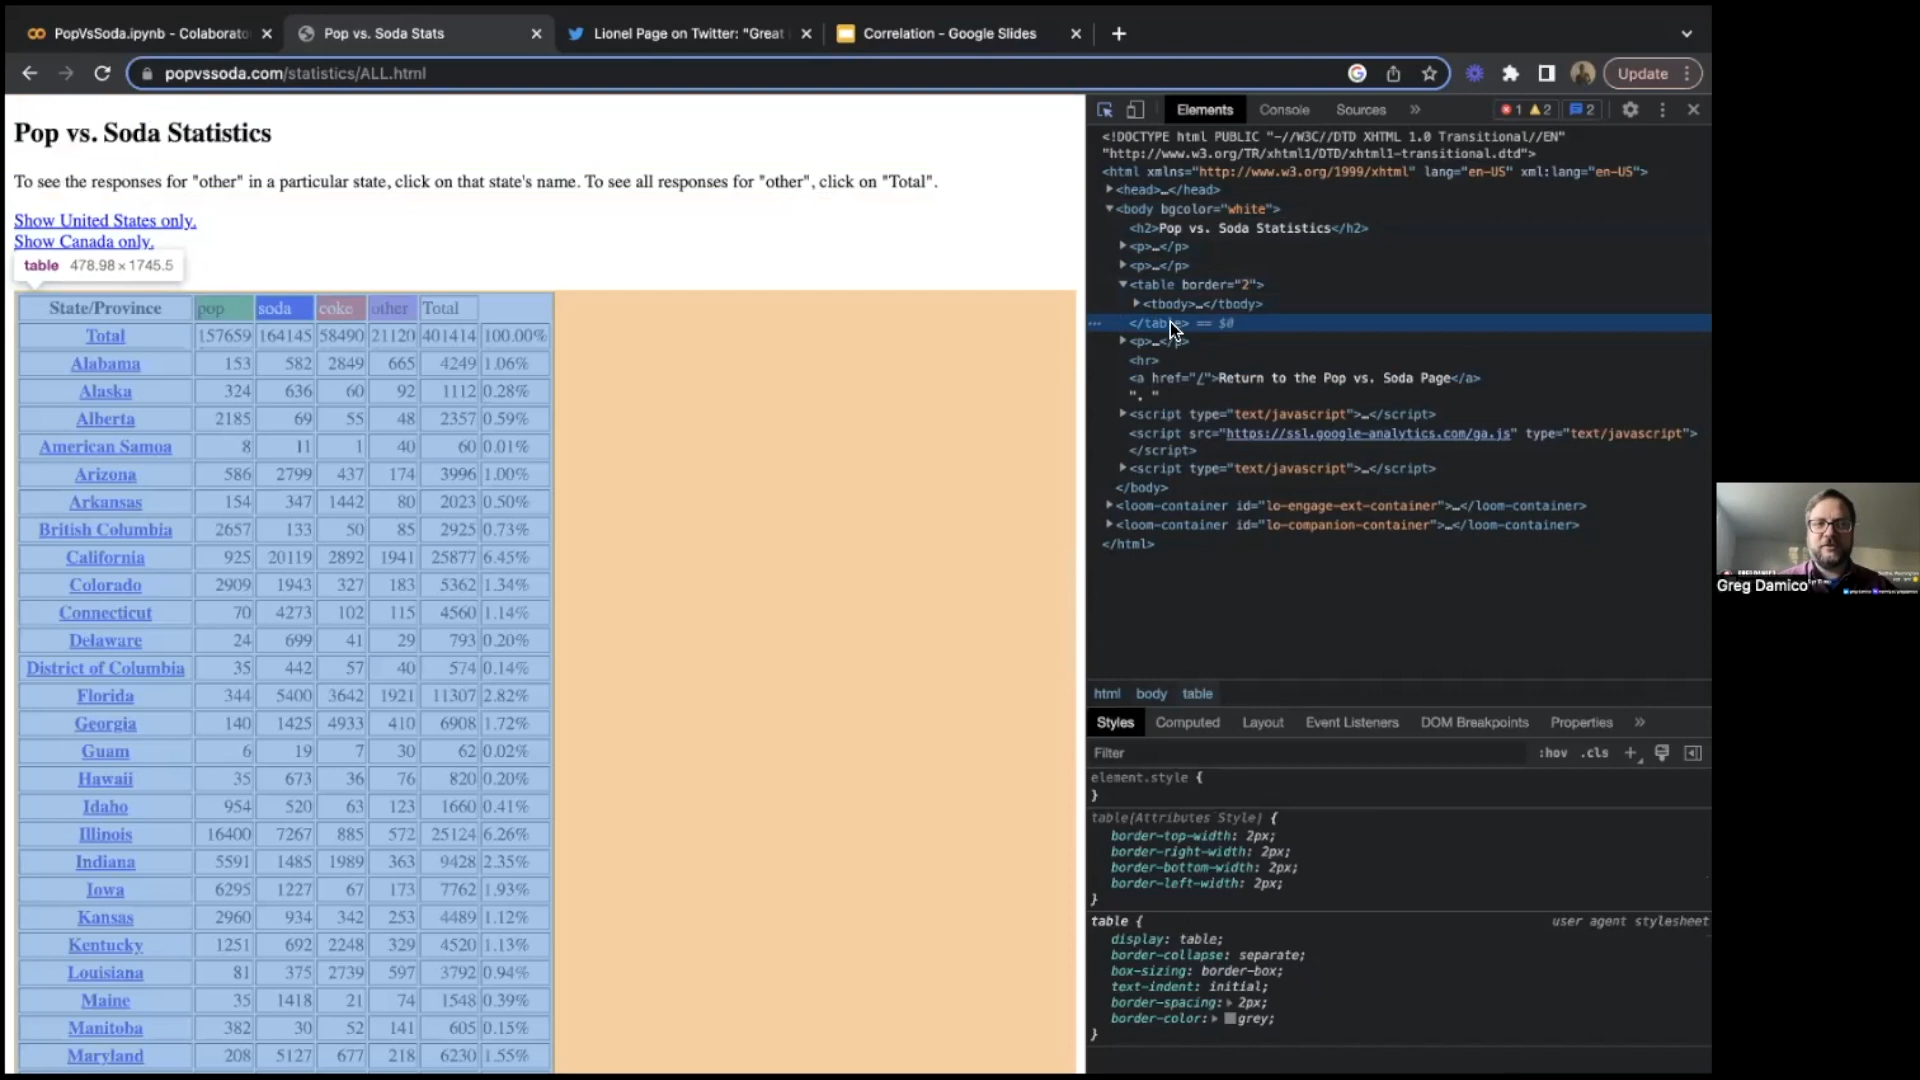 PopVsSoda.ipynb - Colaborato
Pop vs. Soda Stats
Lionel Page on Twitter: "Great
Correlation - Google Slides
popvssoda.com/statistics/ALL.html
Update
Pop vs. Soda Statistics
To see the responses for "other" in a particular state, click on that state's name. To see all responses for "other", click on "Total".
Show United States only.
Show Canada only.
table 478.98 × 1745.5
State/Province pop soda coke other Total
Total 157659 164145 58490 21120 401414 100.00%
Alabama 153 582 2849 665 4249 1.06%
Alaska 324 636 60 92 1112 0.28%
Alberta 2185 69 55 48 2357 0.59%
American Samoa 8 11 1 40 60 0.01%
Arizona 586 2799 437 174 3996 1.00%
Arkansas 154 347 1442 80 2023 0.50%
British Columbia 2657 133 50 85 2925 0.73%
California 925 20119 2892 1941 25877 6.45%
Colorado 2909 1943 327 183 5362 1.34%
Connecticut 70 4273 102 115 4560 1.14%
Delaware 24 699 41 29 793 0.20%
District of Columbia 35 442 57 40 574 0.14%
Florida 344 5400 3642 1921 11307 2.82%
Georgia 140 1425 4933 410 6908 1.72%
Guam 6 19 7 30 62 0.02%
Hawaii 35 673 36 76 820 0.20%
Idaho 954 520 63 123 1660 0.41%
Illinois 16400 7267 885 572 25124 6.26%
Indiana 5591 1485 1989 363 9428 2.35%
Iowa 6295 1227 67 173 7762 1.93%
Kansas 2960 934 342 253 4489 1.12%
Kentucky 1251 692 2248 329 4520 1.13%
Louisiana 81 375 2739 597 3792 0.94%
Maine 35 1418 21 74 1548 0.39%
Manitoba 382 30 52 141 605 0.15%
Maryland 208 5127 677 218 6230 1.55%
Elements Console Sources » 1 2 2
<!DOCTYPE html PUBLIC "-//W3C//DTD XHTML 1.0 Transitional//EN"
"http://www.w3.org/TR/xhtml1/DTD/xhtml1-transitional.dtd">
<html xmlns="http://www.w3.org/1999/xhtml" lang="en-US" xml:lang="en-US">
<head>…</head>
<body bgcolor="white">
<h2>Pop vs. Soda Statistics</h2>
<p>…</p>
<p>…</p>
<table border="2">
<tbody>…</tbody>
</table> == $0
<p>…</p>
<hr>
<a href="/">Return to the Pop vs. Soda Page</a>
". "
<script type="text/javascript">…</script>
<script src="https://ssl.google-analytics.com/ga.js" type="text/javascript">
</script>
<script type="text/javascript">…</script>
</body>
<loom-container id="lo-engage-ext-container">…</loom-container>
<loom-container id="lo-companion-container">…</loom-container>
</html>
html body table
Styles Computed Layout Event Listeners DOM Breakpoints Properties »
Filter :hov .cls +
element.style {
}
table[Attributes Style] {
border-top-width: 2px;
border-right-width: 2px;
border-bottom-width: 2px;
border-left-width: 2px;
}
table { user agent stylesheet
display: table;
border-collapse: separate;
box-sizing: border-box;
text-indent: initial;
border-spacing: 2px;
border-color: grey;
}
Greg Damico